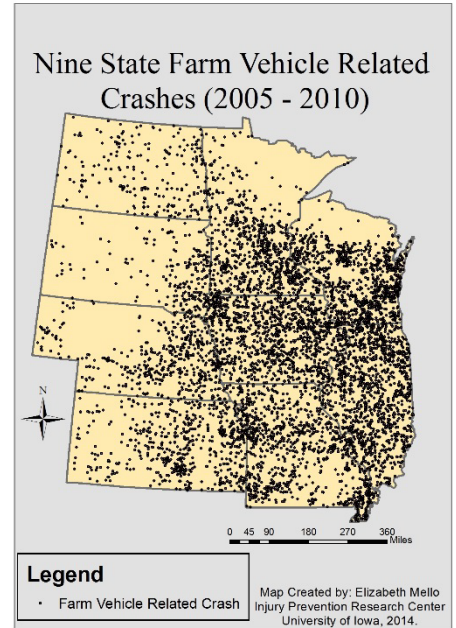 Nine State Farm Vehicle Related
Crashes (2005 - 2010)
N
0 45 90 180 270 360
Miles
Legend
Farm Vehicle Related Crash
Map Created by: Elizabeth Mello
Injury Prevention Research Center
University of Iowa, 2014.